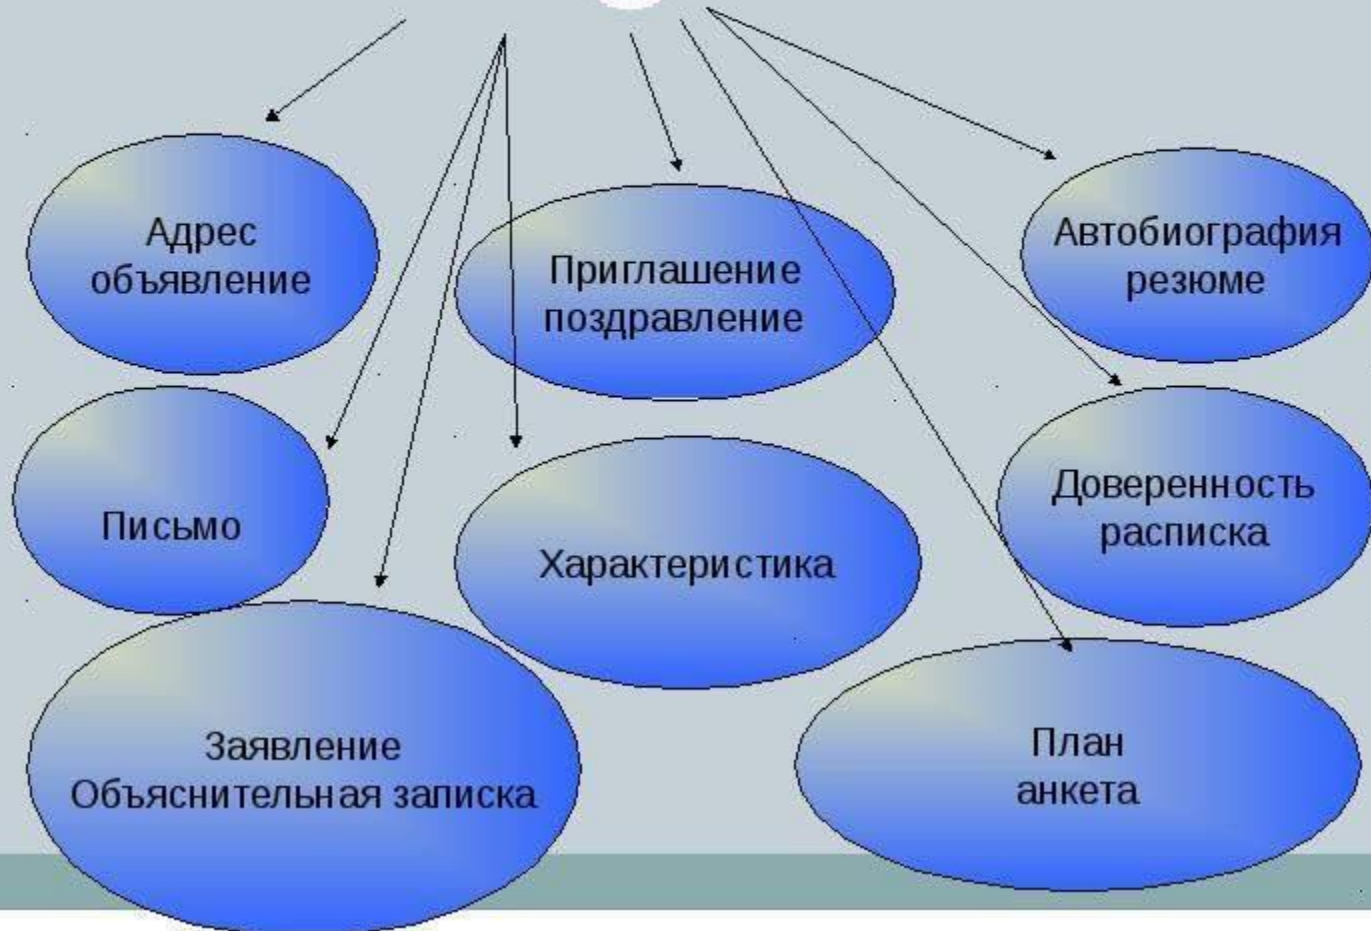 Адрес
объявление
Приглашение
поздравление
Автобиография
резюме
Письмо
Характеристика
Доверенность
расписка
Заявление
Объяснительная записка
План
анкета